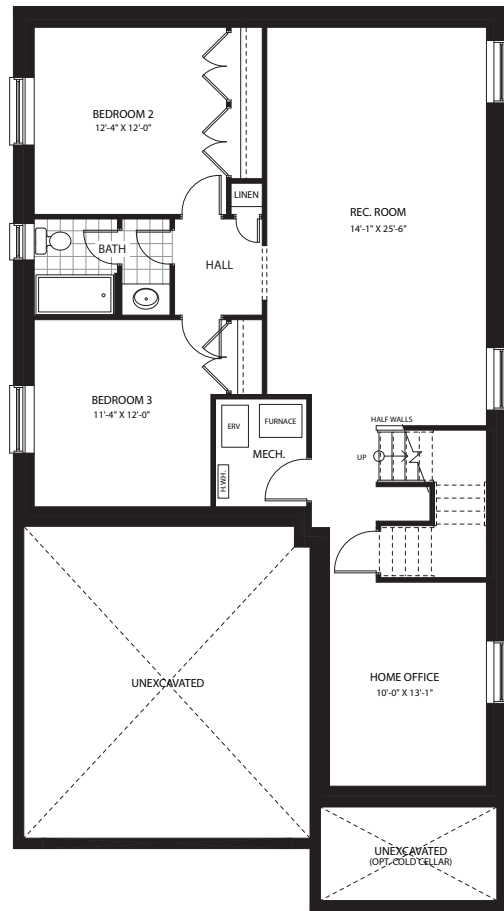 BEDROOM 2
12'-4" X 12'-0"
LINEN
REC. ROOM
14'-1" X 25'-6"
BATH
HALL
BEDROOM 3
11'-4" X 12'-0"
ERV
FURNACE
MECH.
H.WH.
HALF WALLS
UP
UNEXCAVATED
HOME OFFICE
10'-0" X 13'-1"
UNEXCAVATED
(OPT. COLD CELLAR)